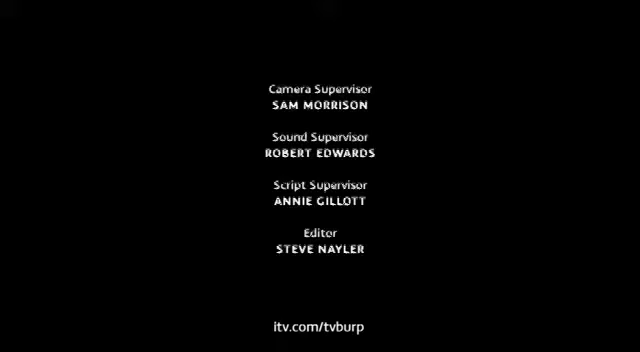 Camera Supervisor
SAM MORRISON
Sound Supervisor
ROBERT EDWARDS
Script Supervisor
ANNIE GILLOTT
Editor
STEVE NAYLER
itv.com/tvburp